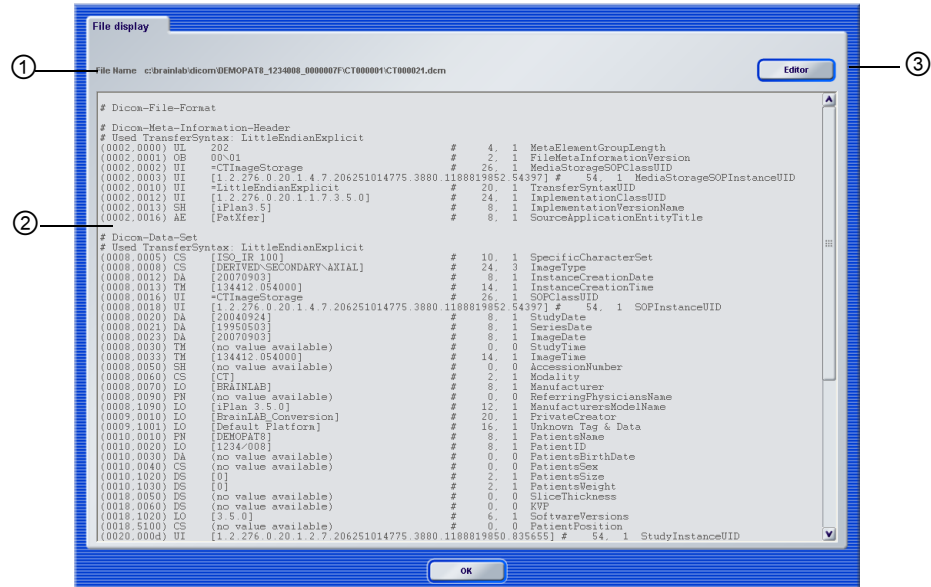 File display
① File Name c:\brainlab\dicom\DEMOPAT8_1234008_0000007F\CT000001\CT000021.dcm Editor ③
# Dicom-File-Format
# Dicom-Meta-Information-Header
# Used TransferSyntax: LittleEndianExplicit
(0002,0000) UL 202 # 4, 1 MetaElementGroupLength
(0002,0001) OB 00\01 # 2, 1 FileMetaInformationVersion
(0002,0002) UI =CTImageStorage # 26, 1 MediaStorageSOPClassUID
(0002,0003) UI [1.2.276.0.20.1.4.7.206251014775.3880.1188819852.54397] # 54, 1 MediaStorageSOPInstanceUID
(0002,0010) UI =LittleEndianExplicit # 20, 1 TransferSyntaxUID
(0002,0012) UI [1.2.276.0.20.1.1.7.3.5.0] # 24, 1 ImplementationClassUID
(0002,0013) SH [iPlan3.5] # 8, 1 ImplementationVersionName
(0002,0016) AE [PatXfer] # 8, 1 SourceApplicationEntityTitle
②
# Dicom-Data-Set
# Used TransferSyntax: LittleEndianExplicit
(0008,0005) CS [ISO_IR 100] # 10, 1 SpecificCharacterSet
(0008,0008) CS [DERIVED\SECONDARY\AXIAL] # 24, 3 ImageType
(0008,0012) DA [20070903] # 8, 1 InstanceCreationDate
(0008,0013) TM [134412.054000] # 14, 1 InstanceCreationTime
(0008,0016) UI =CTImageStorage # 26, 1 SOPClassUID
(0008,0018) UI [1.2.276.0.20.1.4.7.206251014775.3880.1188819852.54397] # 54, 1 SOPInstanceUID
(0008,0020) DA [20040924] # 8, 1 StudyDate
(0008,0021) DA [19950503] # 8, 1 SeriesDate
(0008,0023) DA [20070903] # 8, 1 ImageDate
(0008,0030) TM (no value available) # 0, 0 StudyTime
(0008,0033) TM [134412.054000] # 14, 1 ImageTime
(0008,0050) SH (no value available) # 0, 0 AccessionNumber
(0008,0060) CS [CT] # 2, 1 Modality
(0008,0070) LO [BRAINLAB] # 8, 1 Manufacturer
(0008,0090) PN (no value available) # 0, 0 ReferringPhysiciansName
(0008,1090) LO [iPlan 3.5.0] # 12, 1 ManufacturersModelName
(0009,0010) LO [BrainLAB_Conversion] # 20, 1 PrivateCreator
(0009,1001) LO [Default Platform] # 16, 1 Unknown Tag & Data
(0010,0010) PN [DEMOPAT8] # 8, 1 PatientsName
(0010,0020) LO [1234/008] # 8, 1 PatientID
(0010,0030) DA (no value available) # 0, 0 PatientsBirthDate
(0010,0040) CS (no value available) # 0, 0 PatientsSex
(0010,1020) DS [0] # 2, 1 PatientsSize
(0010,1030) DS [0] # 2, 1 PatientsWeight
(0018,0050) DS (no value available) # 0, 0 SliceThickness
(0018,0060) DS (no value available) # 0, 0 KVP
(0018,1020) LO [3.5.0] # 6, 1 SoftwareVersions
(0018,5100) CS (no value available) # 0, 0 PatientPosition
(0020,000d) UI [1.2.276.0.20.1.2.7.206251014775.3880.1188819850.835655] # 54, 1 StudyInstanceUID
OK